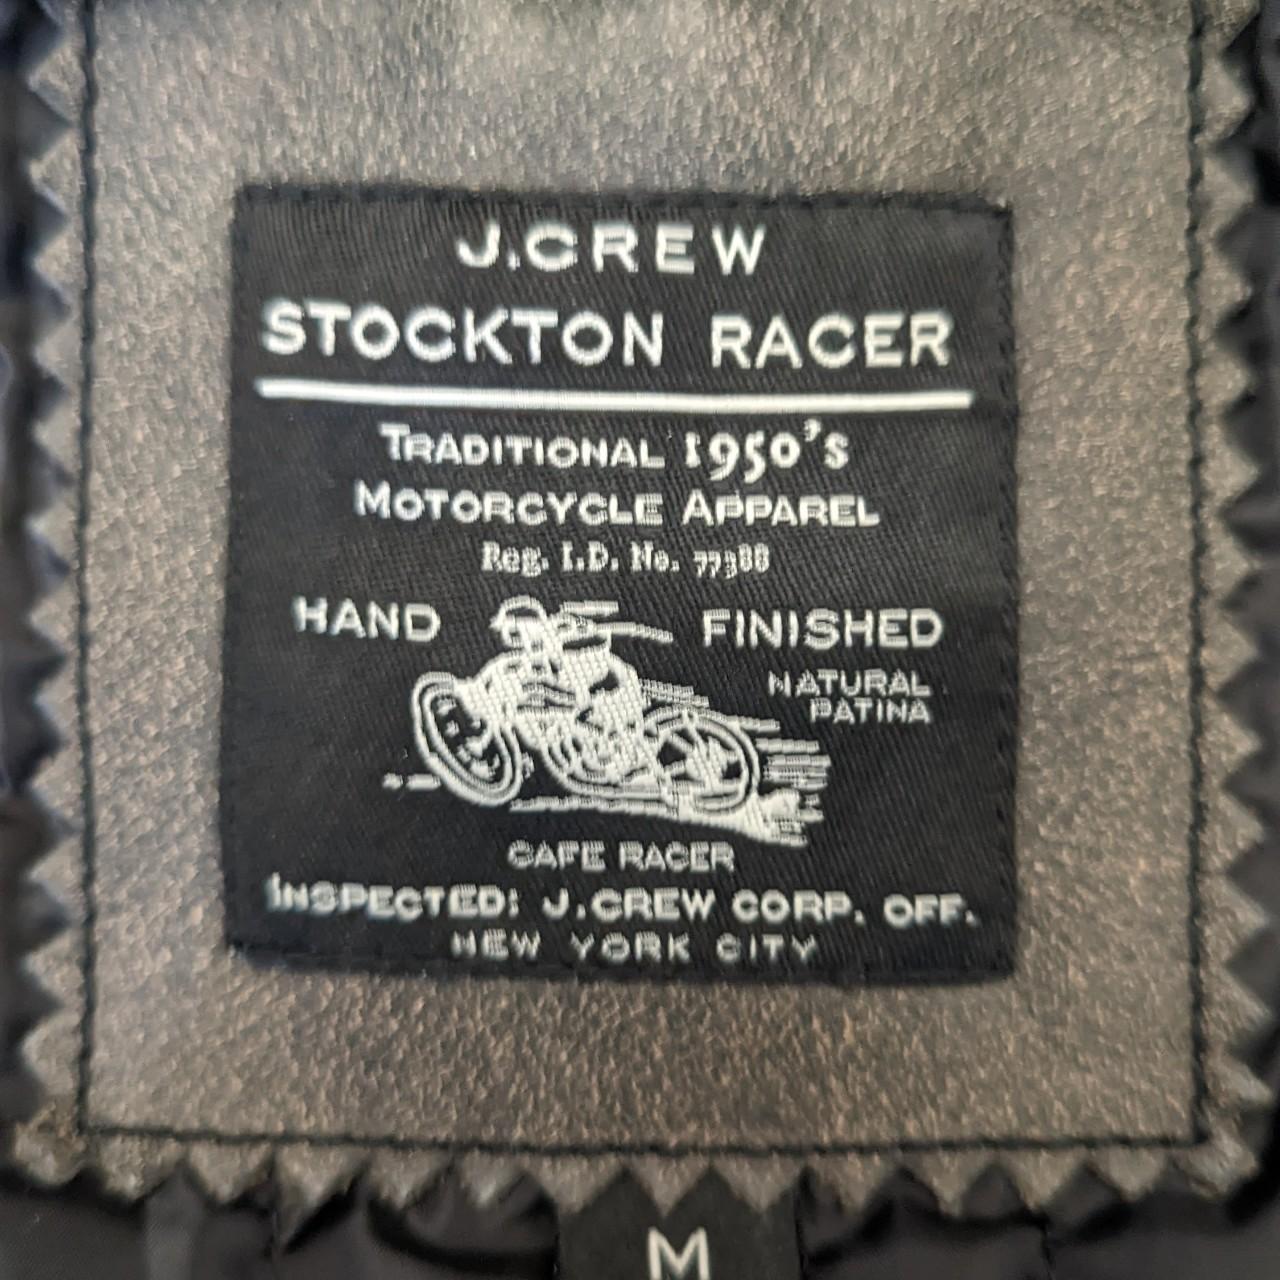 J.CREW
STOCKTON RACER
TRADITIONAL 1950's
MOTORCYCLE APPAREL
Reg. I.D. No. 77388
HAND FINISHED
NATURAL
PATINA
CAFE RACER
INSPECTED: J.CREW CORP. OFF.
NEW YORK CITY
M